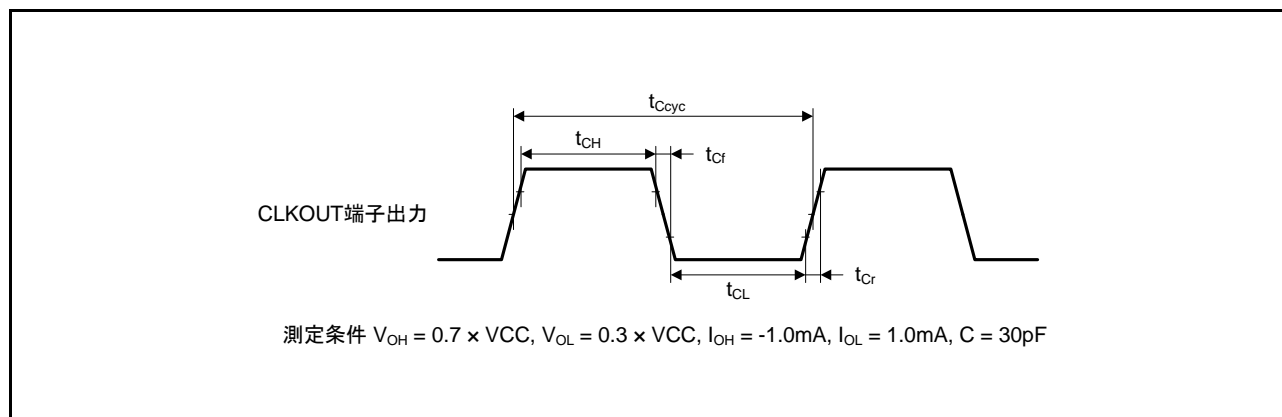 tCcyc
tCH
tCf
CLKOUT端子出力
tCL
tCr
測定条件 VOH = 0.7 × VCC, VOL = 0.3 × VCC, IOH = -1.0mA, IOL = 1.0mA, C = 30pF